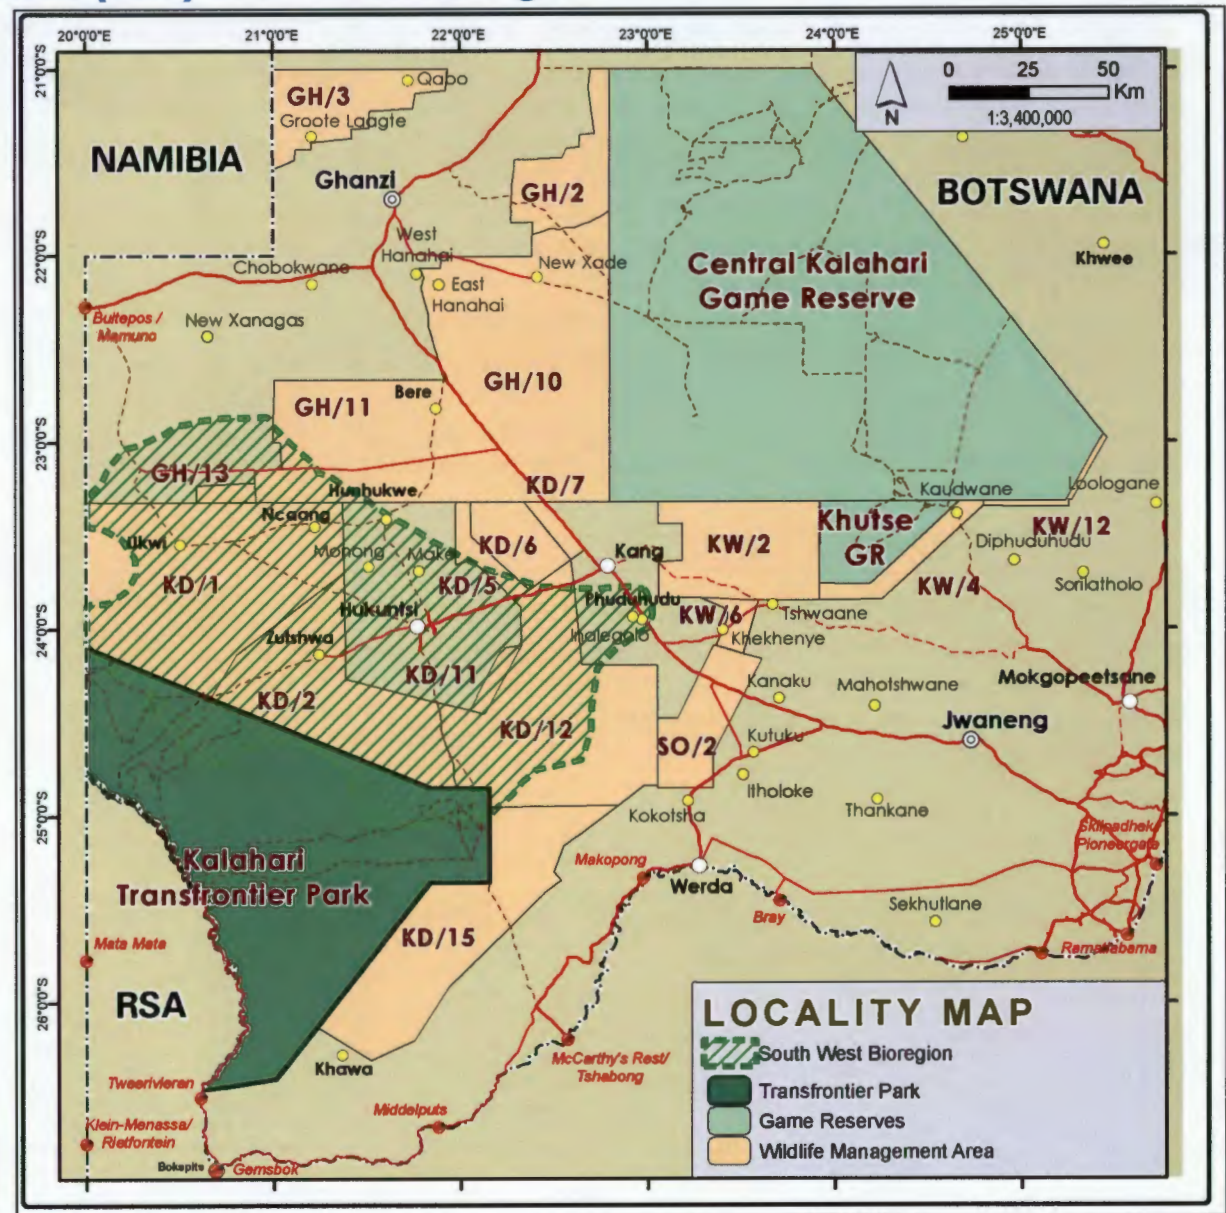 20°0'0"E 21°0'0"E 22°0'0"E 23°0'0"E 24°0'0"E 25°0'0"E
21°0'0"S
22°0'0"S
23°0'0"S
24°0'0"S
25°0'0"S
26°0'0"S
0 25 50
Km
N
1:3,400,000
NAMIBIA
BOTSWANA
RSA
GH/3
Qabo
Groote Laagte
Ghanzi
GH/2
West
Hanahai
Chobokwane
East
Hanahai
New Xade
Central Kalahari
Game Reserve
Khwee
Buitepos /
Mamuno
New Xanagas
GH/10
GH/11
Bere
GH/13
KD/7
Hunhukwe
Ncaang
Ukwi
Monong
Make
KD/1
KD/5
KD/6
Kang
KW/2
Khutse
GR
Kaudwane
Loologane
KW/12
Diphuduhudu
Sorilatholo
KW/4
Hukuntsi
Phuduhudu
Inalegolo
KW/6
Tshwaane
Khekhenye
Zutshwa
KD/11
KD/2
KD/12
Kanaku
Mahotshwane
Mokgopeetsane
Jwaneng
SO/2
Kutuku
Itholoke
Kokotsha
Thankane
Skilpadhek/
Pioneergate
Kalahari
Transfrontier Park
Makopong
Werda
Bray
Sekhutlane
Ramatlabama
Mata Mata
KD/15
Khawa
McCarthy's Rest/
Tshabong
Tweerivieren
Middelputs
Klein-Menassa/
Rietfontein
Bokspits
Gemsbok
LOCALITY MAP
South West Bioregion
Transfrontier Park
Game Reserves
Wildlife Management Area